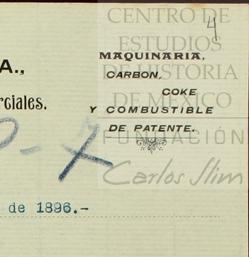 4
CENTRO DE
ESTUDIOS
DE HISTORIA
DE MÉXICO
FUNDACIÓN
Carlos Slim
A.,
rciales.
MAQUINARIA,
CARBON,
COKE
Y COMBUSTIBLE
DE PATENTE.
de 1896.-